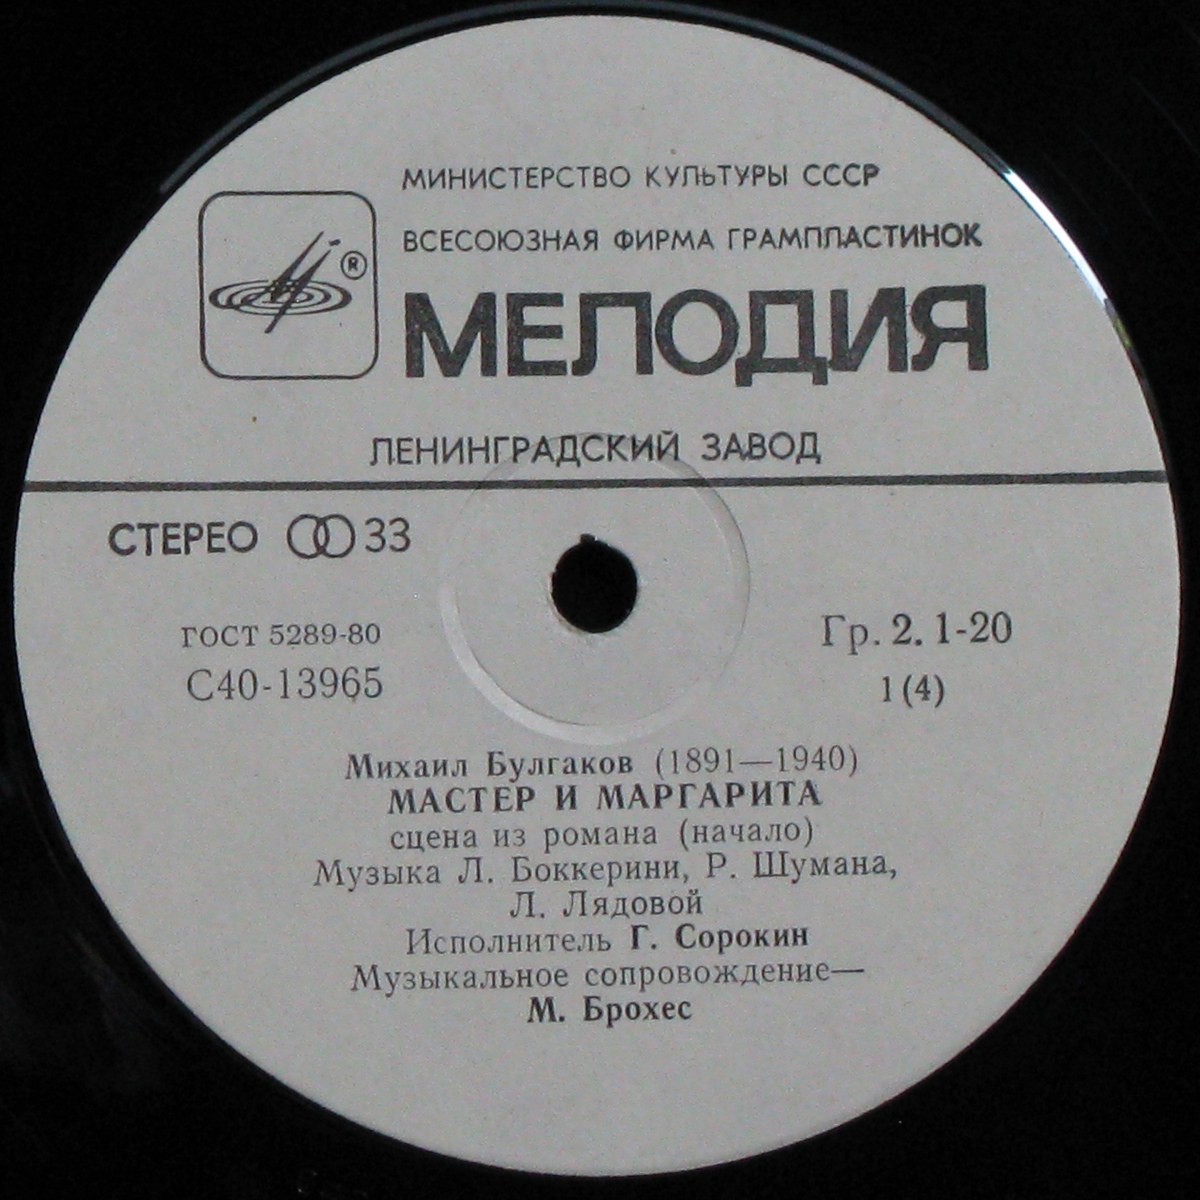 МИНИСТЕРСТВО КУЛЬТУРЫ СССР
ВСЕСОЮЗНАЯ ФИРМА ГРАМПЛАСТИНОК
®
МЕЛОДИЯ
ЛЕНИНГРАДСКИЙ ЗАВОД
СТЕРЕО 33
ГОСТ 5289-80
Гр. 2. 1-20
С40-13965
1 (4)
Михаил Булгаков (1891—1940)
МАСТЕР И МАРГАРИТА
сцена из романа (начало)
Музыка Л. Боккерини, Р. Шумана,
Л. Лядовой
Исполнитель Г. Сорокин
Музыкальное сопровождение—
М. Брохес